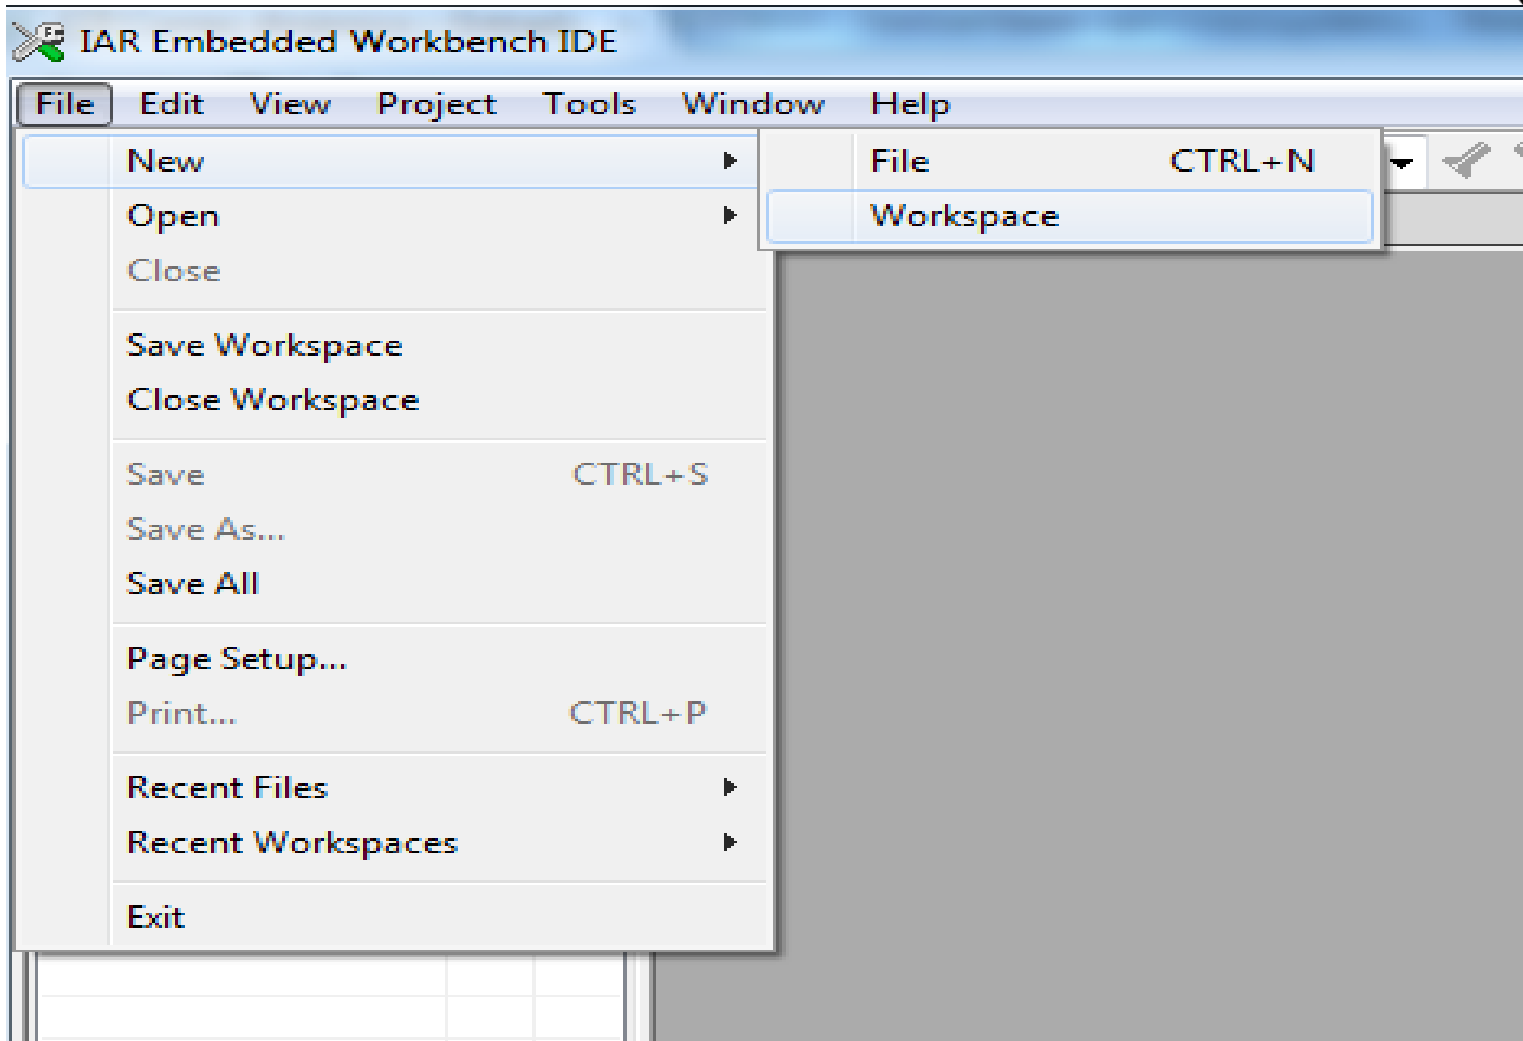 IAR Embedded Workbench IDE
File Edit View Project Tools Window Help
New File CTRL+N
Open Workspace
Close
Save Workspace
Close Workspace
Save CTRL+S
Save As...
Save All
Page Setup...
Print... CTRL+P
Recent Files
Recent Workspaces
Exit